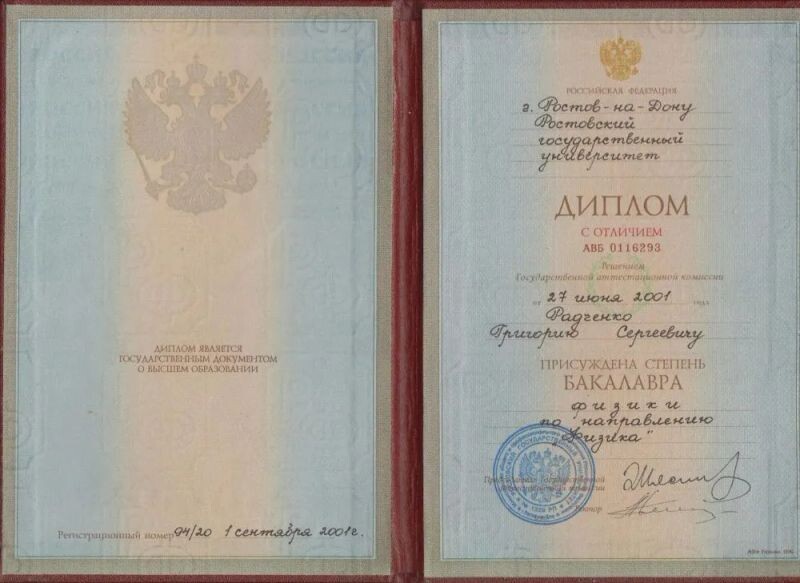 ДИПЛОМ ЯВЛЯЕТСЯ
ГОСУДАРСТВЕННЫМ ДОКУМЕНТОМ
О ВЫСШЕМ ОБРАЗОВАНИИ
Регистрационный номер 94/20 1 сентября 2001 г.
РОССИЙСКАЯ ФЕДЕРАЦИЯ
г. Ростов-на-Дону
Ростовский
государственный
университет
ДИПЛОМ
С ОТЛИЧИЕМ
АВБ 0116293
Решением
Государственной аттестационной комиссии
от 27 июня 2001 года
Радченко
Григорию Сергеевичу
ПРИСУЖДЕНА СТЕПЕНЬ
БАКАЛАВРА
физики
по направлению
"Физика"
Председатель Государственной
аттестационной комиссии
Ректор